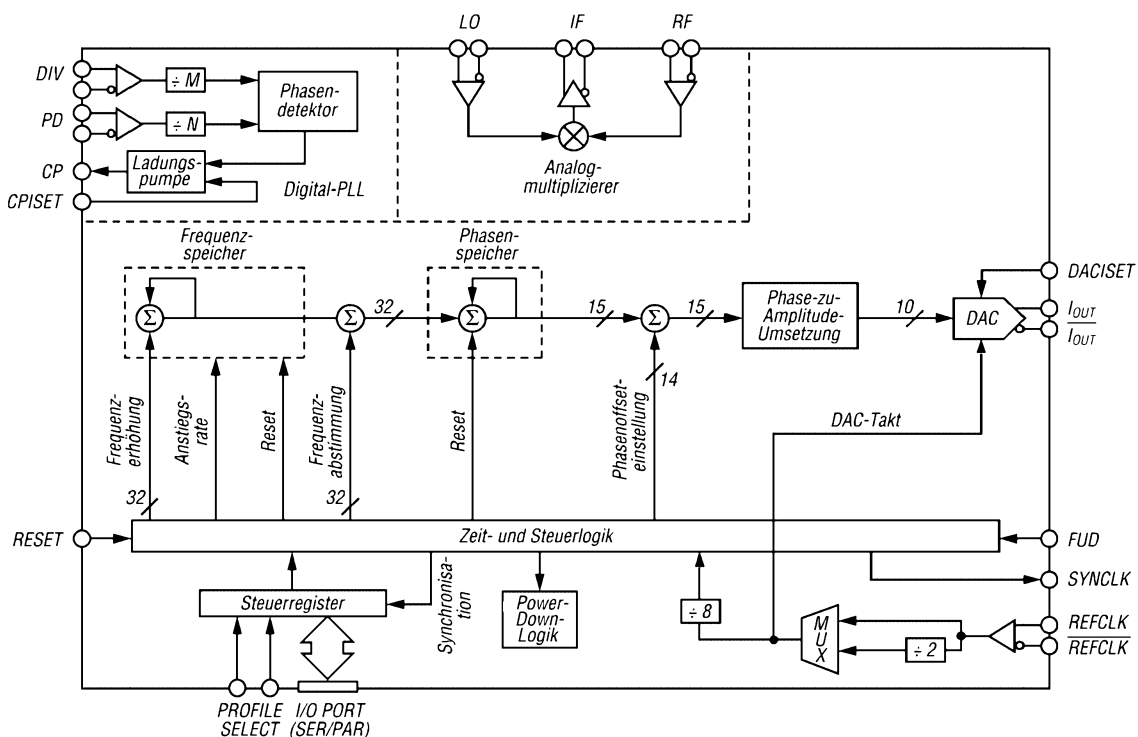 LO
IF
RF
DIV
PD
CP
CPISET
÷ M
÷ N
Phasen-
detektor
Ladungs-
pumpe
Digital-PLL
Analog-
multiplizierer
Frequenz-
speicher
Phasen-
speicher
Σ
Σ
32
Σ
15
Σ
15
Phase-zu-
Amplitude-
Umsetzung
10
DAC
DACISET
IOUT
IOUT
14
Frequenz-
erhöhung
32
Anstiegs-
rate
Reset
Frequenz-
abstimmung
32
Reset
Phasenoffset-
einstellung
DAC-Takt
RESET
Zeit- und Steuerlogik
FUD
SYNCLK
Steuerregister
Synchronisa-
tion
Power-
Down-
Logik
÷ 8
MUX
÷ 2
REFCLK
REFCLK
PROFILE
SELECT
I/O PORT
(SER/PAR)